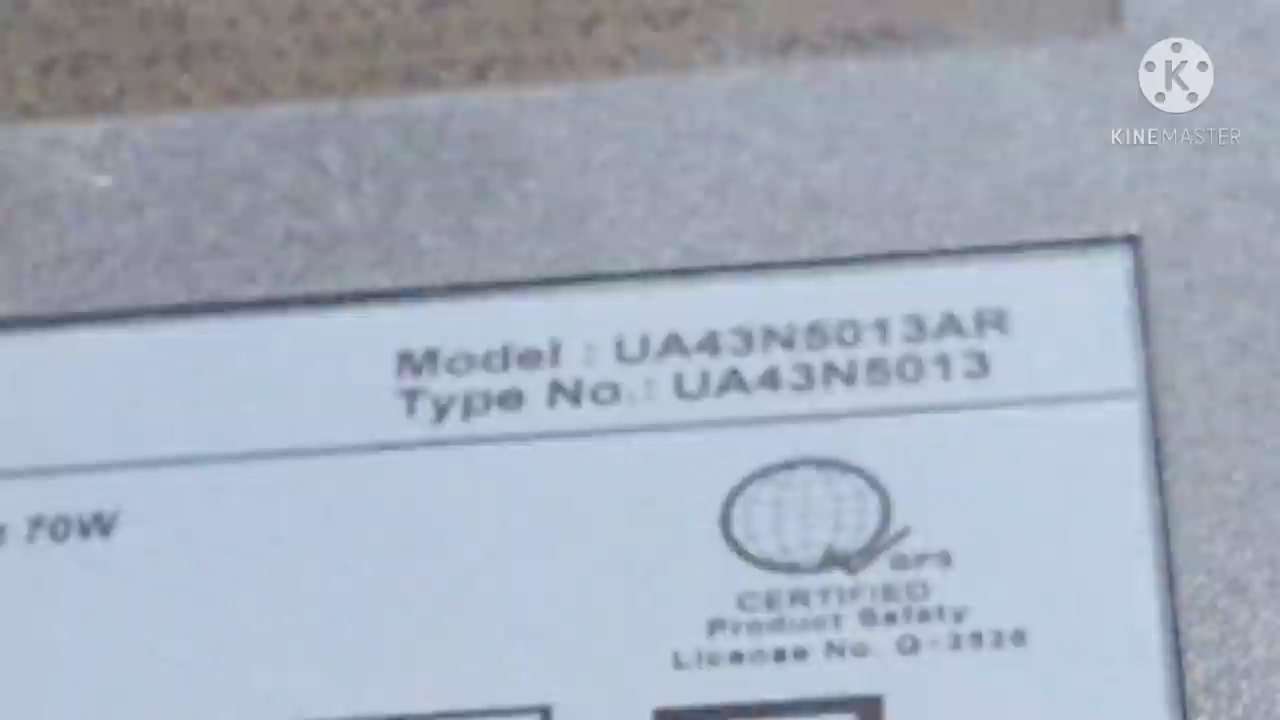 KINEMASTER
Model : UA43N5013AR
Type No.: UA43N5013
70W
CERTIFIED
Product Safety
License No.